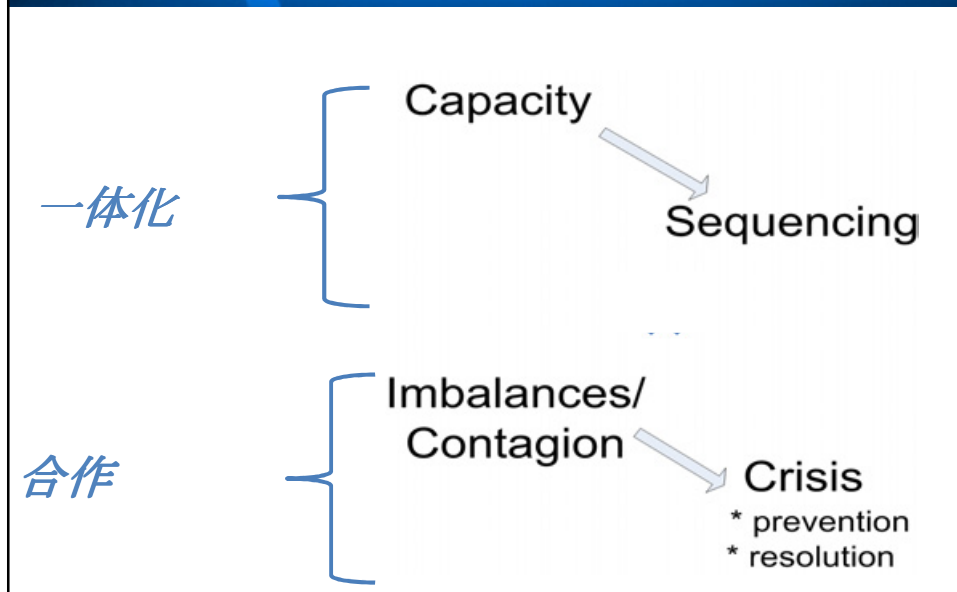 Capacity
一体化
Sequencing
Imbalances/
Contagion
合作
Crisis
* prevention
* resolution